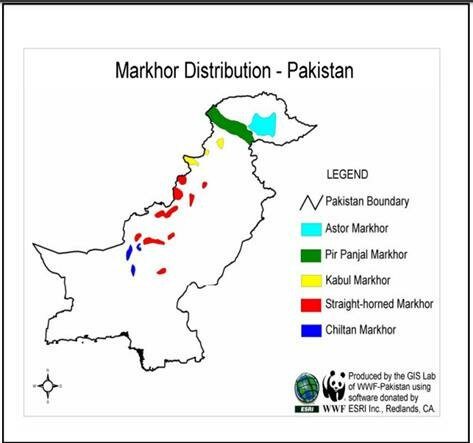 Markhor Distribution - Pakistan
LEGEND
Pakistan Boundary
Astor Markhor
Pir Panjal Markhor
Kabul Markhor
Straight-horned Markhor
Chiltan Markhor
Produced by the GIS Lab
of WWF-Pakistan using
software donated by
ESRI Inc., Redlands, CA.
ESRI
WWF